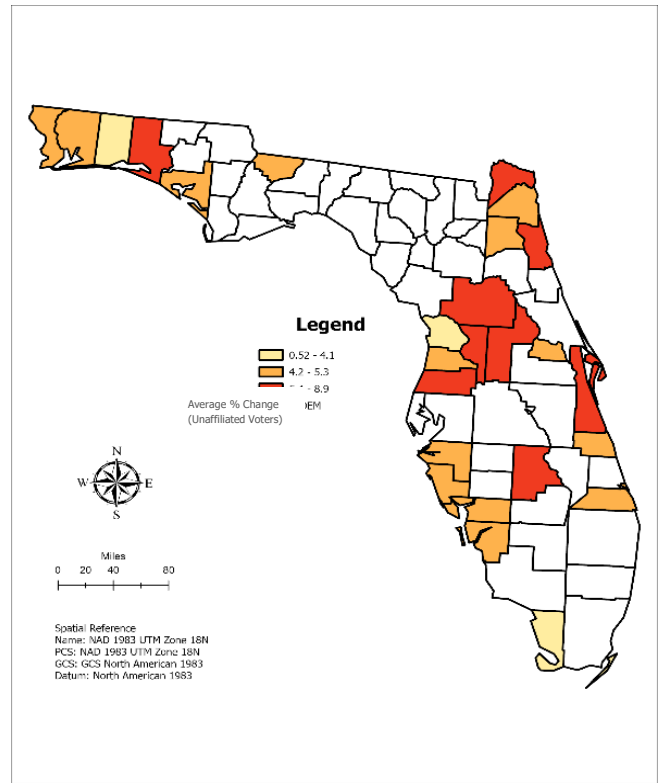 Legend
0.52 - 4.1
4.2 - 5.3
8.9
Average % Change
(Unaffiliated Voters)
N
W
E
S
Miles
0 20 40 80
Spatial Reference
Name: NAD 1983 UTM Zone 18N
PCS: NAD 1983 UTM Zone 18N
GCS: GCS North American 1983
Datum: North American 1983